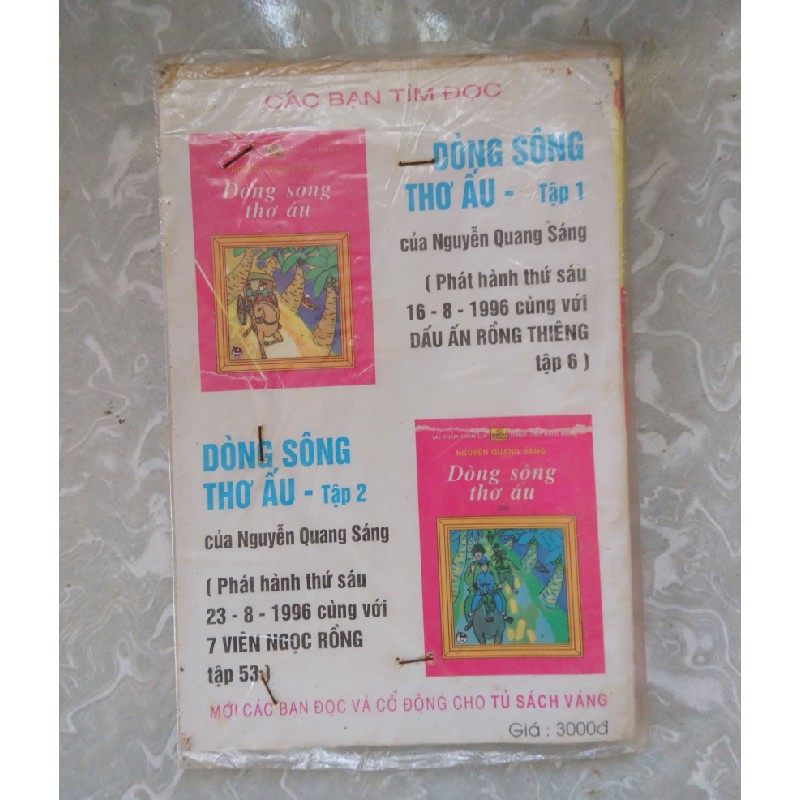 CÁC BẠN TÌM ĐỌC
Dòng sông
thơ ấu
DÒNG SÔNG
THƠ ẤU - Tập 1
của Nguyễn Quang Sáng
( Phát hành thứ sáu
16 - 8 - 1996 cùng với
DẤU ẤN RỒNG THIÊNG
tập 6 )
DÒNG SÔNG
THƠ ẤU - Tập 2
của Nguyễn Quang Sáng
( Phát hành thứ sáu
23 - 8 - 1996 cùng với
7 VIÊN NGỌC RỒNG
tập 53 )
NGUYỄN QUANG SÁNG
Dòng sông
thơ ấu
MỜI CÁC BẠN ĐỌC VÀ CỔ ĐỘNG CHO TỦ SÁCH VÀNG
Giá : 3000đ